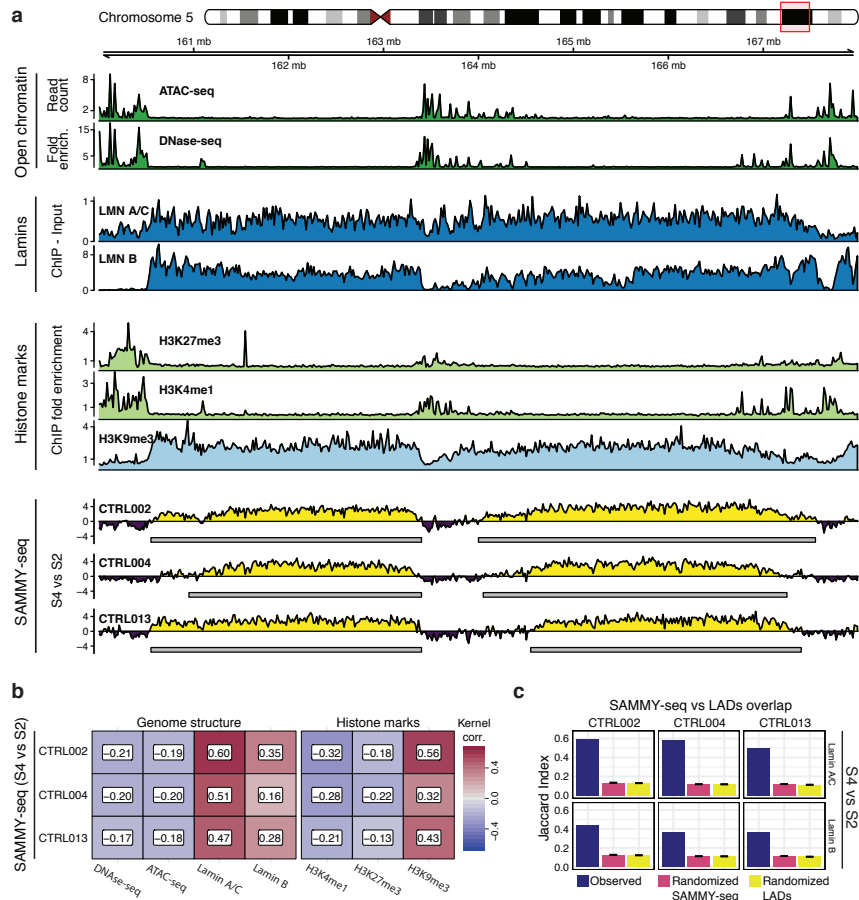 a
Chromosome 5
161 mb 163 mb 165 mb 167 mb
162 mb 164 mb 166 mb
Open chromatin
Read count
8
2
ATAC-seq
Fold enrich.
15
5
DNase-seq
Lamins
ChIP - Input
1
0
LMN A/C
8
0
LMN B
Histone marks
ChIP fold enrichment
4
1
H3K27me3
3
1
H3K4me1
4
1
H3K9me3
SAMMY-seq
S4 vs S2
4
0
−4
CTRL002
4
0
−4
CTRL004
4
0
−4
CTRL013
b
SAMMY-seq (S4 vs S2)
Genome structure Histone marks
Kernel corr.
CTRL002 −0.21 −0.19 0.60 0.35 −0.32 −0.18 0.56
CTRL004 −0.20 −0.20 0.51 0.16 −0.28 −0.22 0.32
CTRL013 −0.17 −0.18 0.47 0.28 −0.21 −0.13 0.43
DNAse-seq ATAC-seq Lamin A/C Lamin B H3K4me1 H3K27me3 H3K9me3
0.4
0.0
−0.4
c
SAMMY-seq vs LADs overlap
CTRL002 CTRL004 CTRL013
Jaccard Index
0.6
0.4
0.2
0.0
Lamin A/C
0.6
0.4
0.2
0.0
Lamin B
S4 vs S2
Observed Randomized SAMMY-seq Randomized LADs